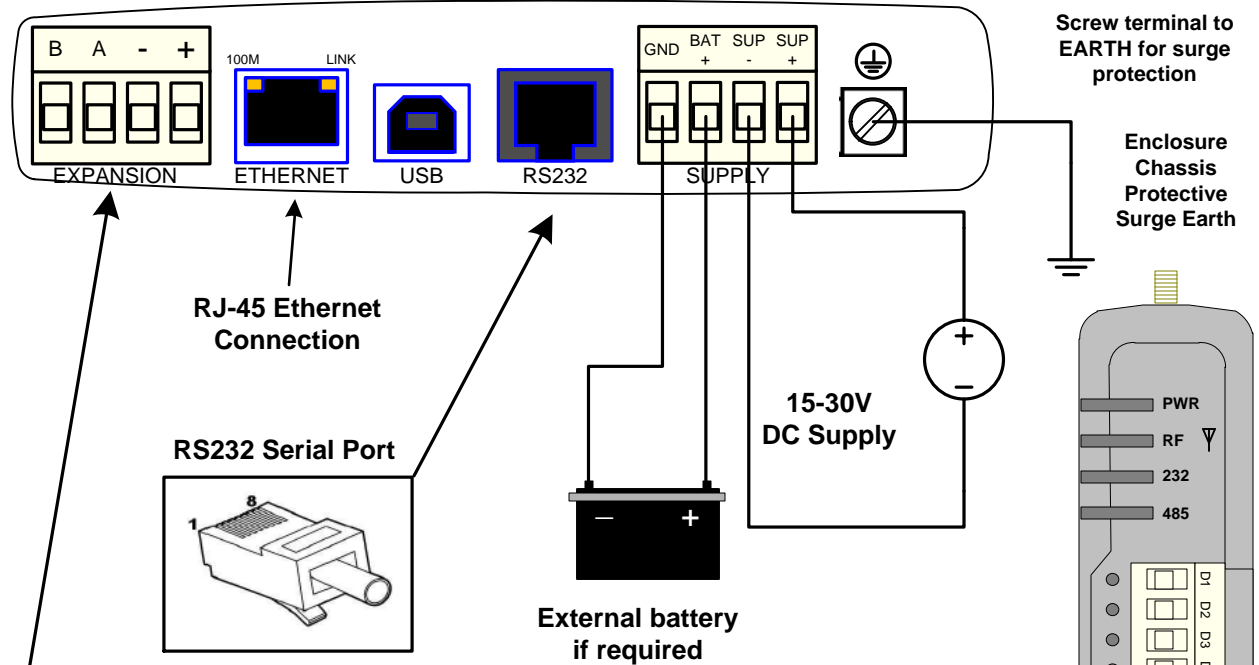 B A - +
EXPANSION
100M LINK
ETHERNET
USB
RS232
GND BAT + SUP - SUP +
SUPPLY
Screw terminal to
EARTH for surge
protection
Enclosure
Chassis
Protective
Surge Earth
RJ-45 Ethernet
Connection
RS232 Serial Port
1
8
15-30V
DC Supply
+
–
– +
External battery
if required
PWR
RF
232
485
D1
D2
D3